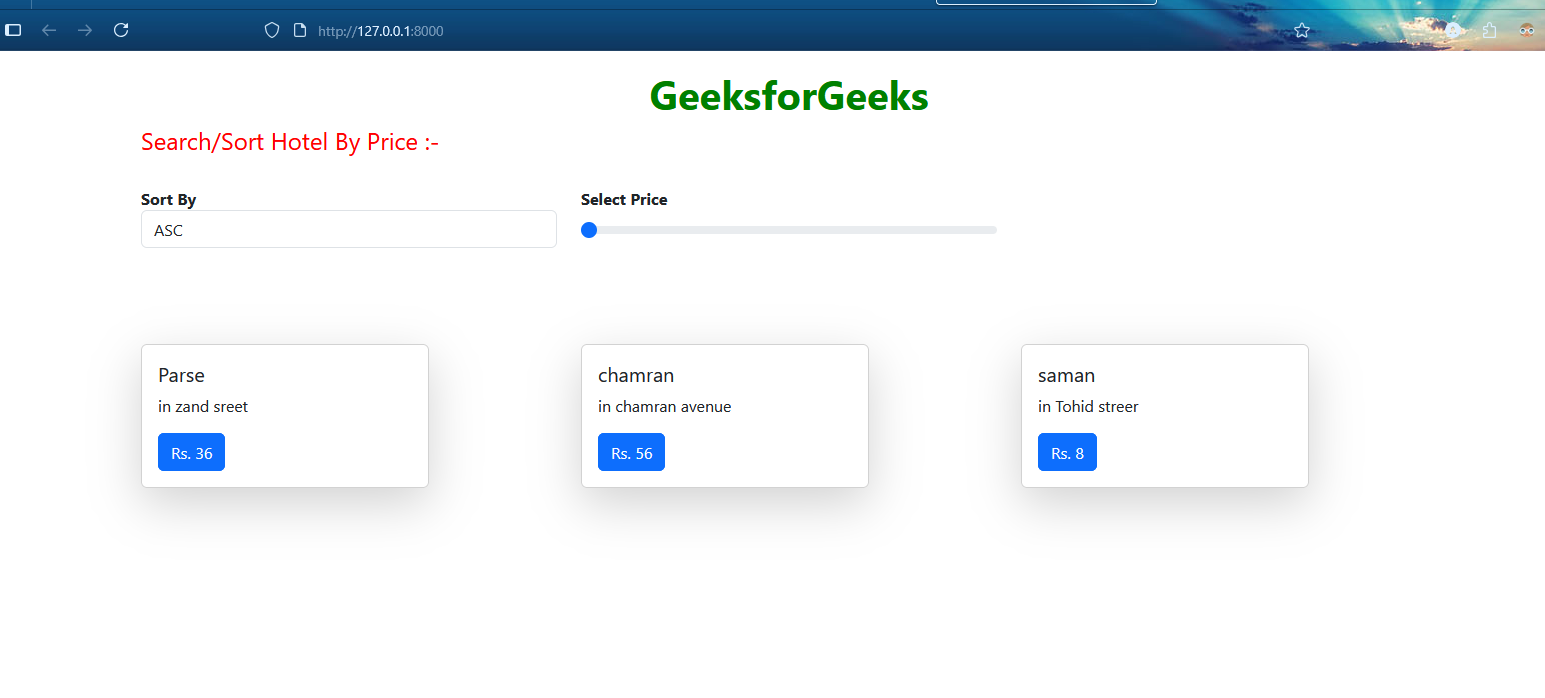 http://127.0.0.1:8000
GeeksforGeeks
Search/Sort Hotel By Price :-
Sort By
ASC
Select Price
Parse
in zand sreet
Rs. 36
chamran
in chamran avenue
Rs. 56
saman
in Tohid streer
Rs. 8